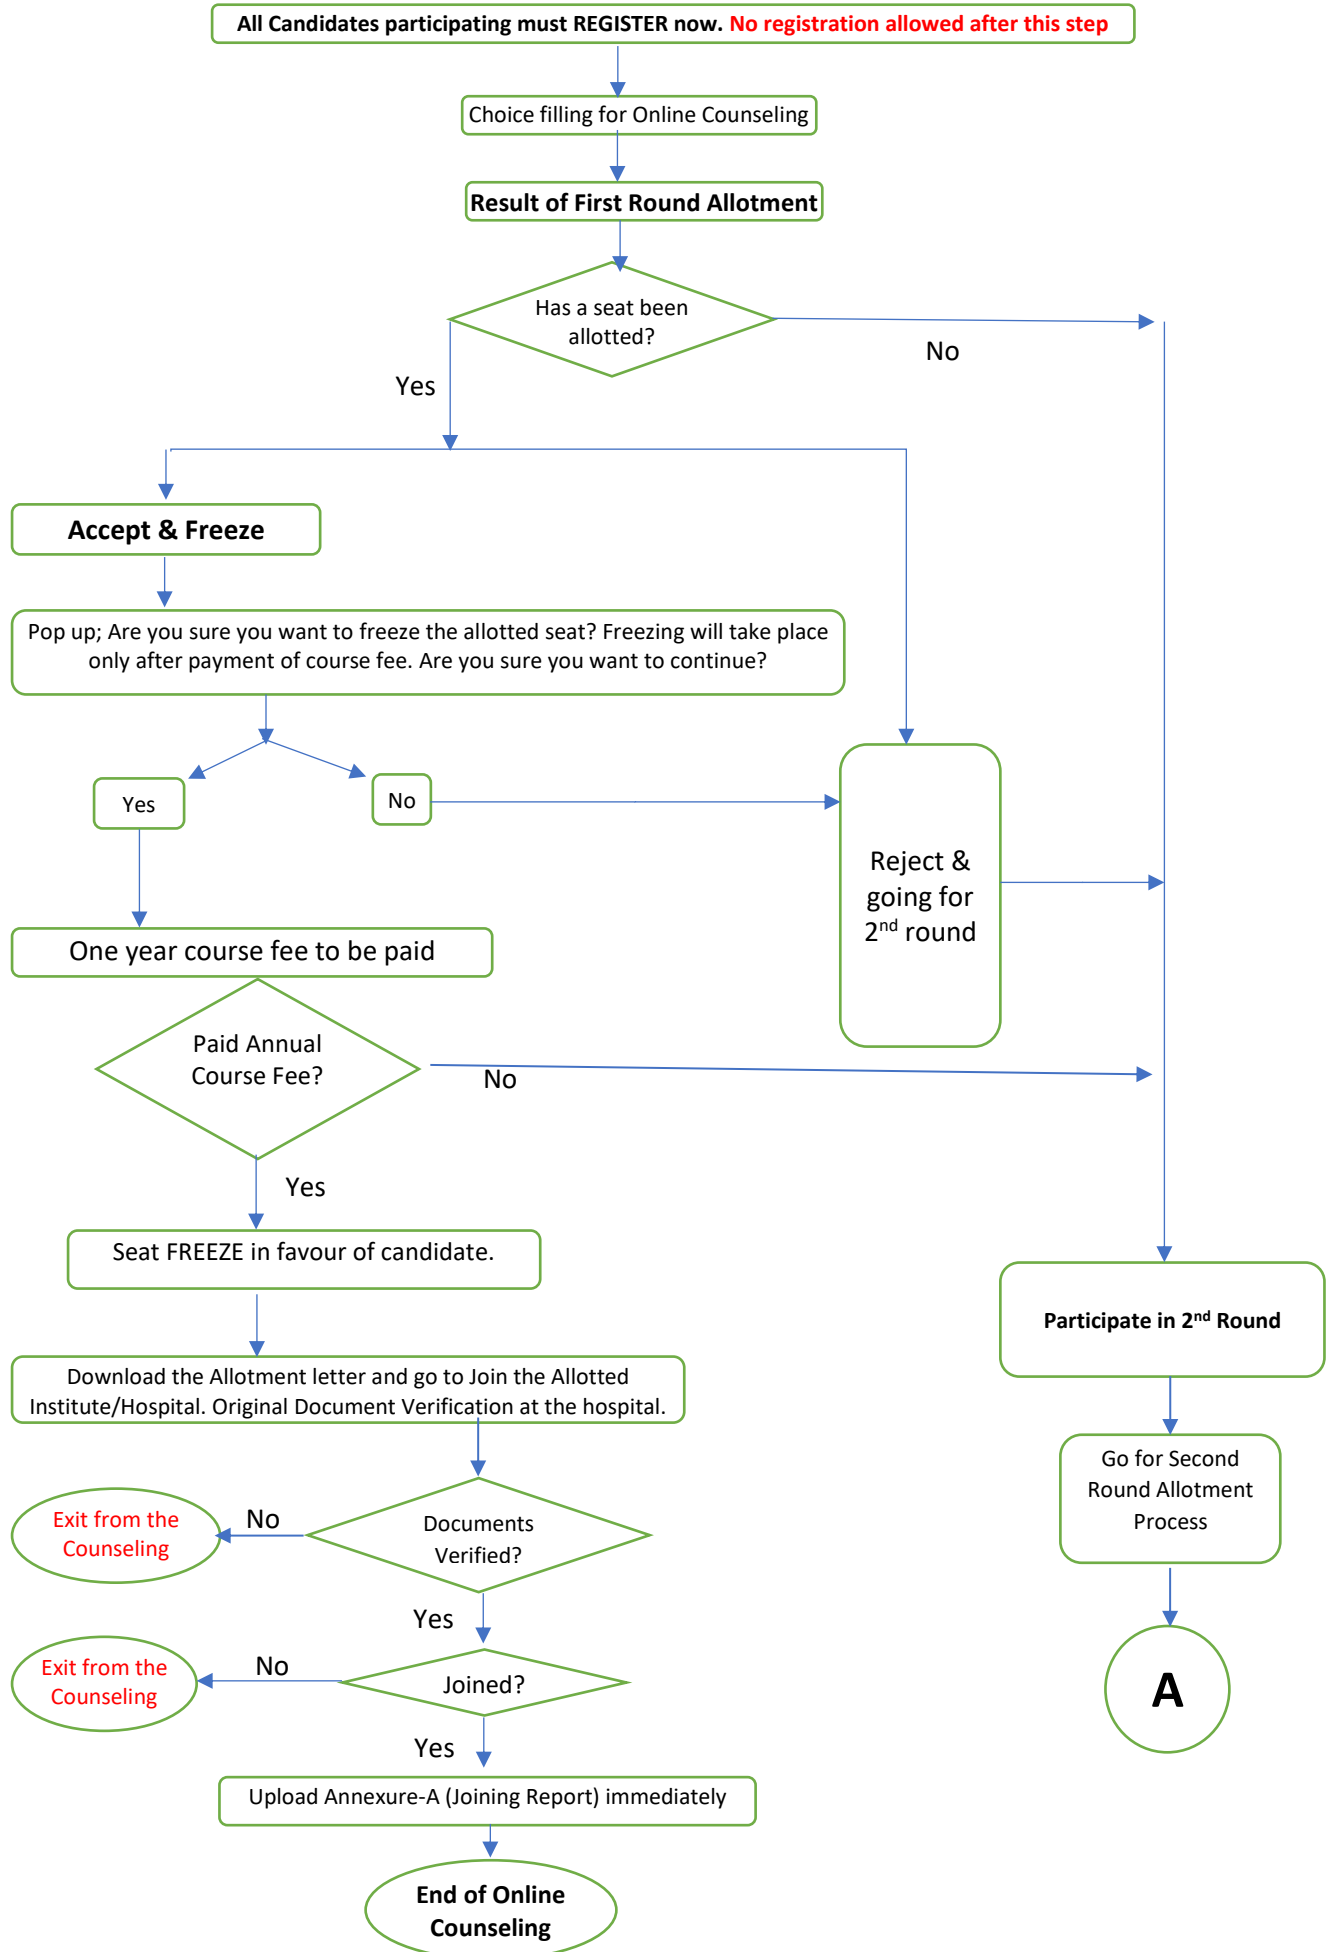 All Candidates participating must REGISTER now. No registration allowed after this step
Choice filling for Online Counseling
Result of First Round Allotment
Has a seat been
allotted?
No
Yes
Accept & Freeze
Pop up; Are you sure you want to freeze the allotted seat? Freezing will take place
only after payment of course fee. Are you sure you want to continue?
Yes
No
Reject &
going for
2nd round
One year course fee to be paid
Paid Annual
Course Fee?
No
Yes
Seat FREEZE in favour of candidate.
Participate in 2nd Round
Download the Allotment letter and go to Join the Allotted
Institute/Hospital. Original Document Verification at the hospital.
Go for Second
Round Allotment
Process
Exit from the
Counseling
No
Documents
Verified?
Yes
Exit from the
Counseling
No
Joined?
A
Yes
Upload Annexure-A (Joining Report) immediately
End of Online
Counseling